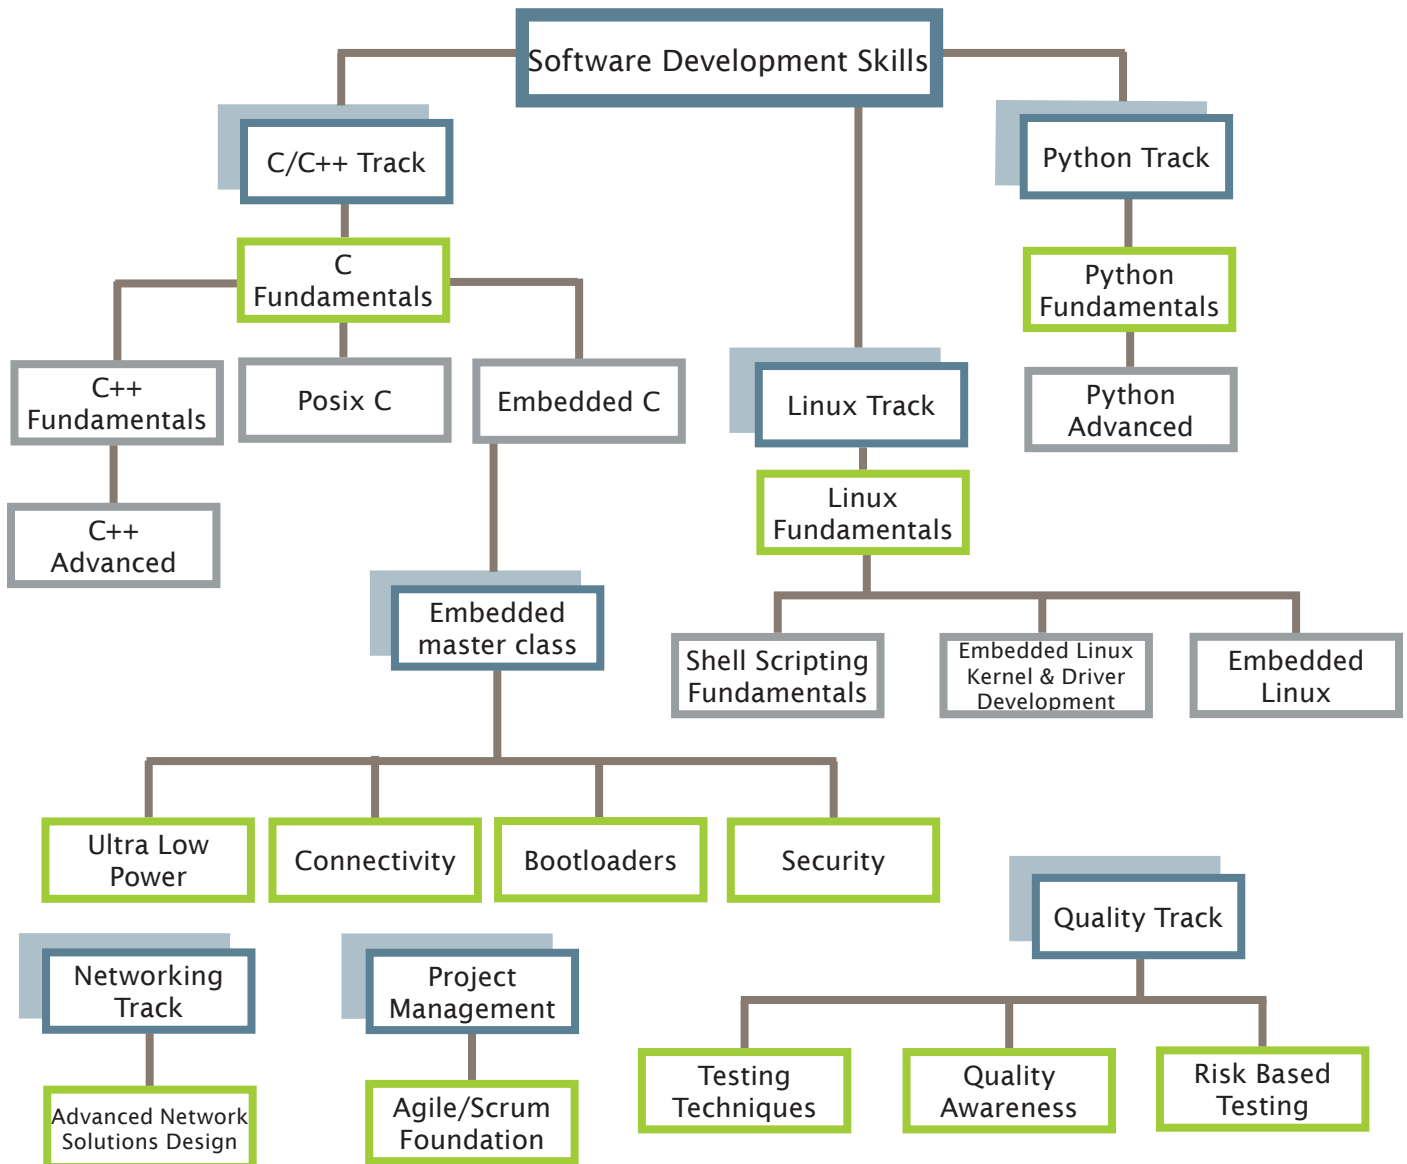 Software Development Skills
C/C++ Track
Python Track
C
Fundamentals
Python
Fundamentals
C++
Fundamentals
Posix C
Embedded C
Linux Track
Python
Advanced
Linux
Fundamentals
C++
Advanced
Embedded
master class
Shell Scripting
Fundamentals
Embedded Linux
Kernel & Driver
Development
Embedded
Linux
Ultra Low
Power
Connectivity
Bootloaders
Security
Quality Track
Networking
Track
Project
Management
Testing
Techniques
Quality
Awareness
Risk Based
Testing
Advanced Network
Solutions Design
Agile/Scrum
Foundation